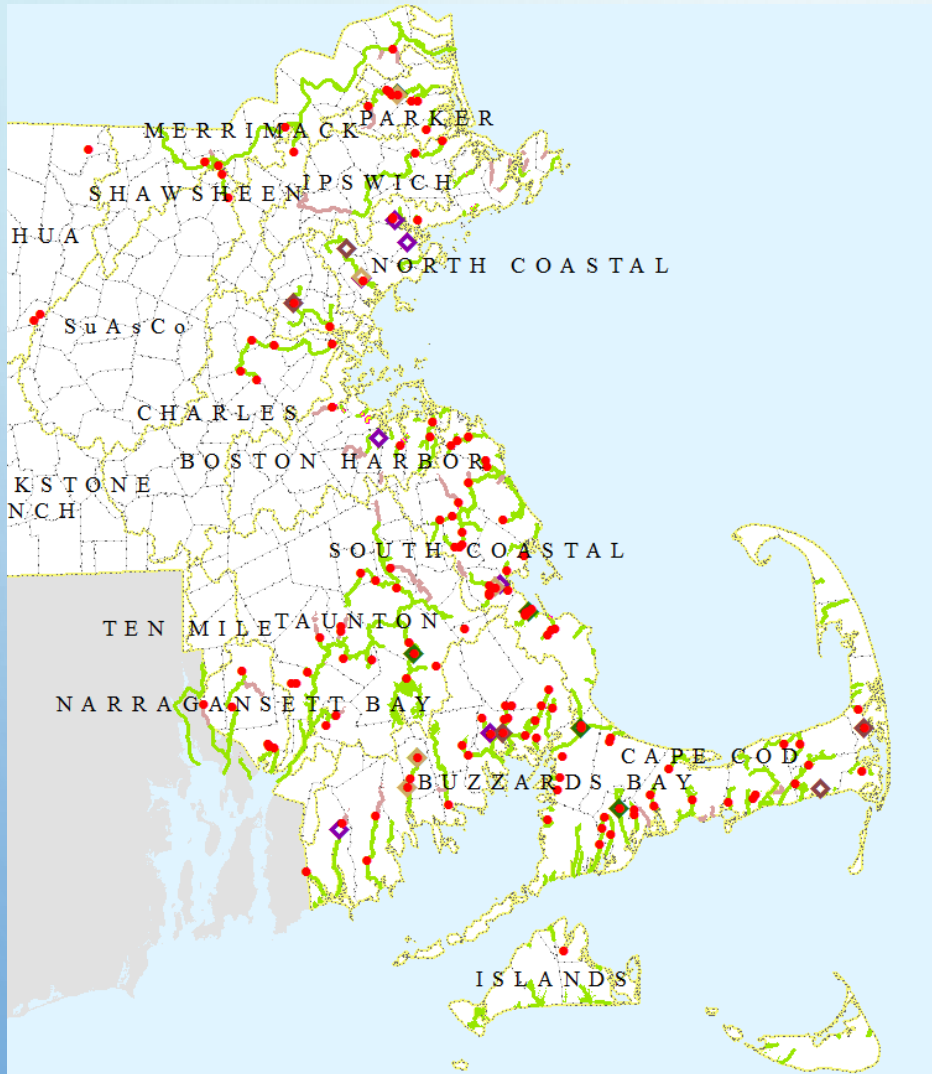 PARKER
MERRIMACK
IPSWICH
SHAWSHEEN
HUA
NORTH COASTAL
SuAsCo
CHARLES
BOSTON HARBOR
KSTONE
NCH
SOUTH COASTAL
TAUNTON
TEN MILE
NARRAGANSETT BAY
CAPE COD
BUZZARDS BAY
ISLANDS